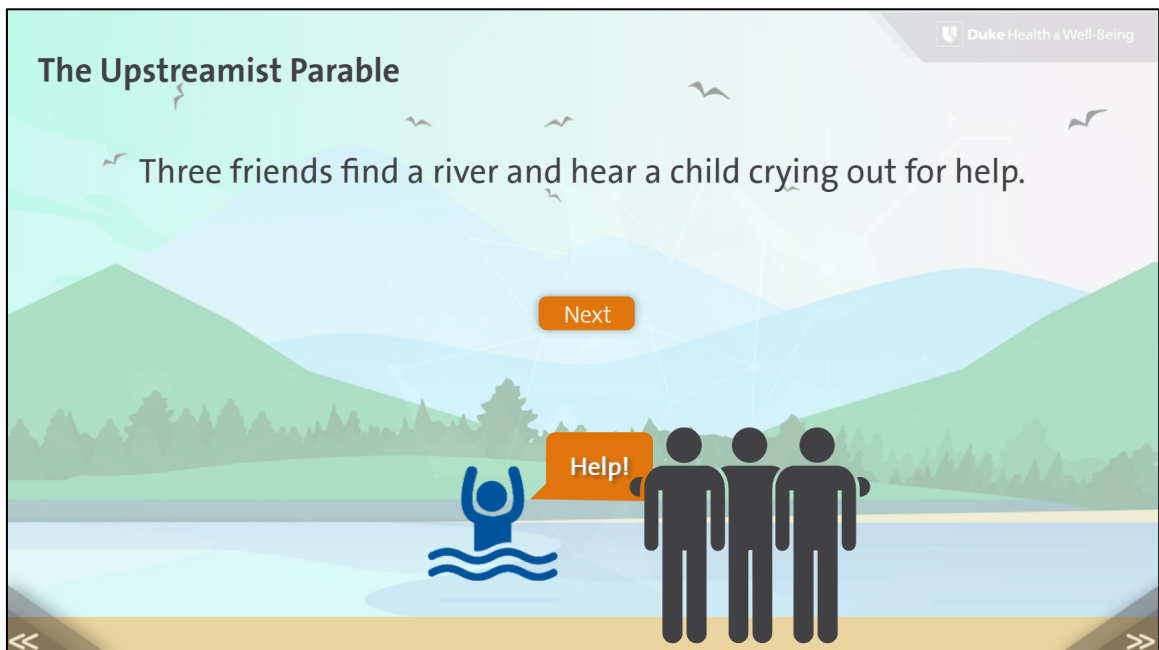 Duke Health & Well-Being
The Upstreamist Parable
Three friends find a river and hear a child crying out for help.
Next
Help!